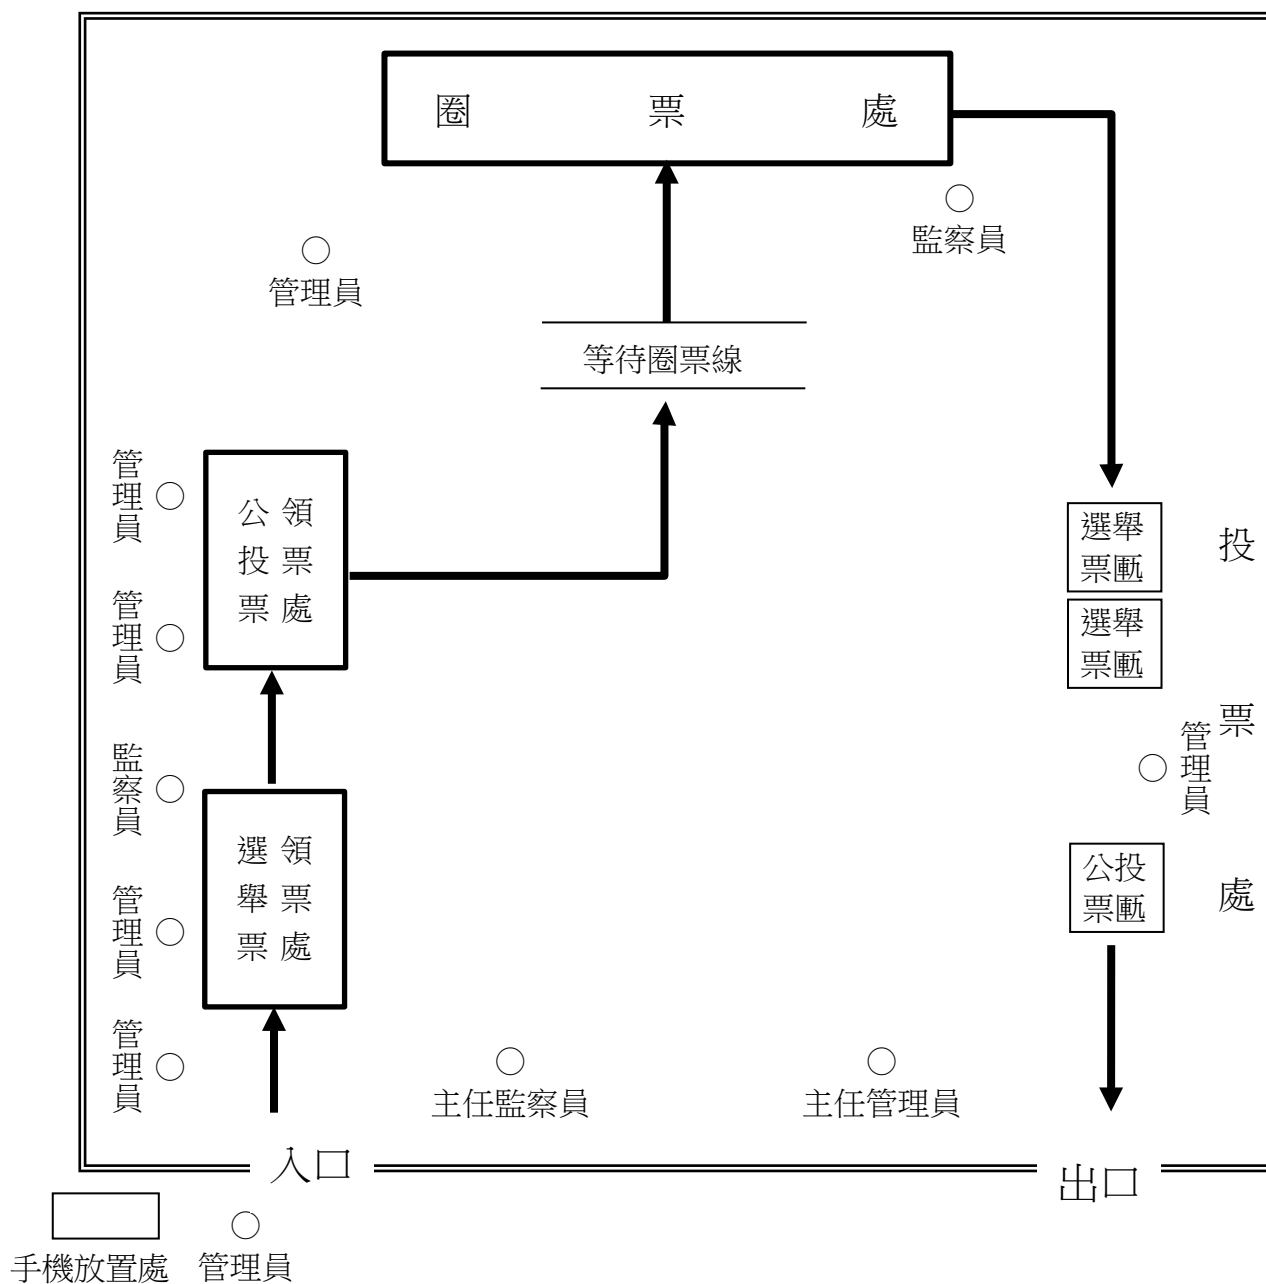 圈票處
監察員
管理員
等待圈票線
管理員
公投票
領票處
管理員
選舉
票匭
投票處
選舉
票匭
管理員
監察員
選舉票
領票處
公投
票匭
管理員
管理員
主任監察員
主任管理員
入口
出口
手機放置處
管理員